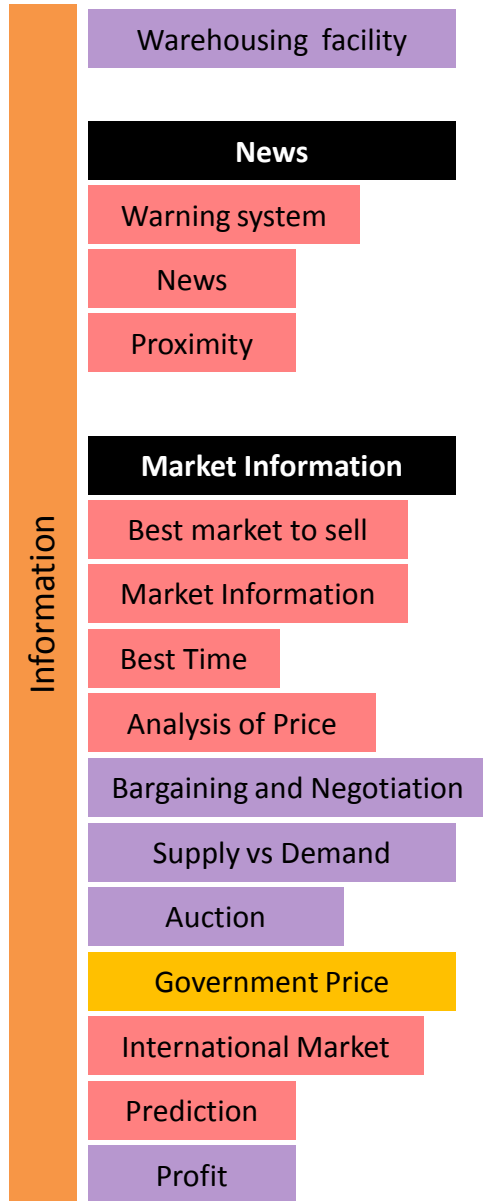 Information
Warehousing facility
News
Warning system
News
Proximity
Market Information
Best market to sell
Market Information
Best Time
Analysis of Price
Bargaining and Negotiation
Supply vs Demand
Auction
Government Price
International Market
Prediction
Profit